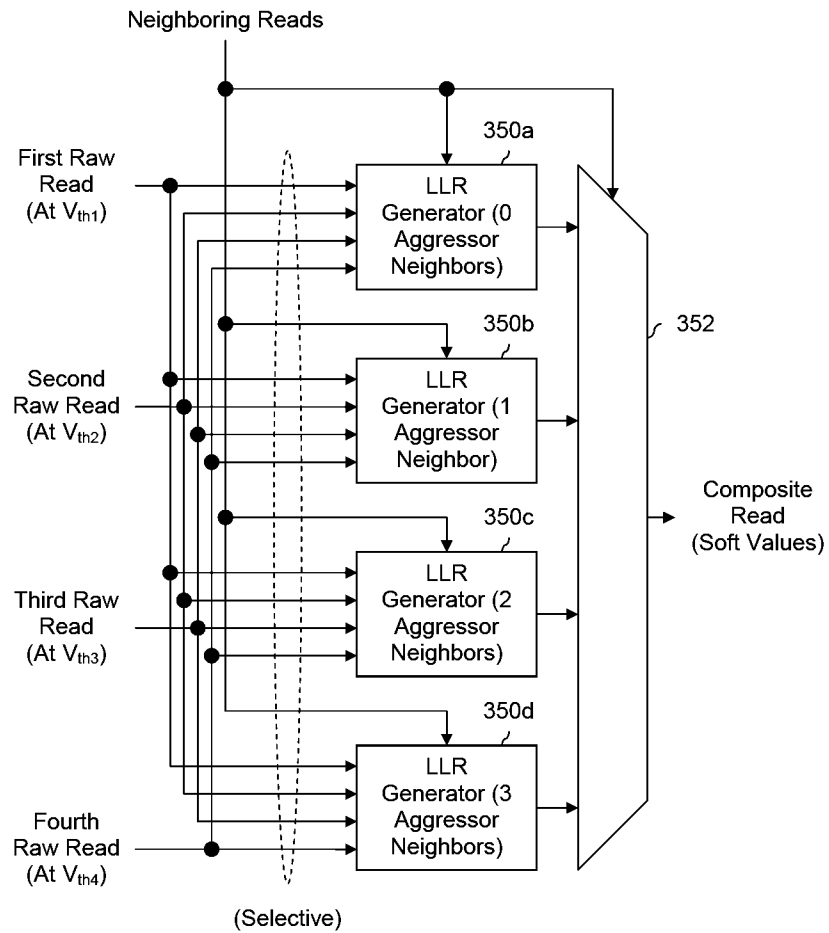 Neighboring Reads
350a
First Raw
Read
(At Vth1)
LLR
Generator (0
Aggressor
Neighbors)
350b
352
Second
Raw Read
(At Vth2)
LLR
Generator (1
Aggressor
Neighbor)
Composite
Read
(Soft Values)
350c
Third Raw
Read
(At Vth3)
LLR
Generator (2
Aggressor
Neighbors)
350d
Fourth
Raw Read
(At Vth4)
LLR
Generator (3
Aggressor
Neighbors)
(Selective)